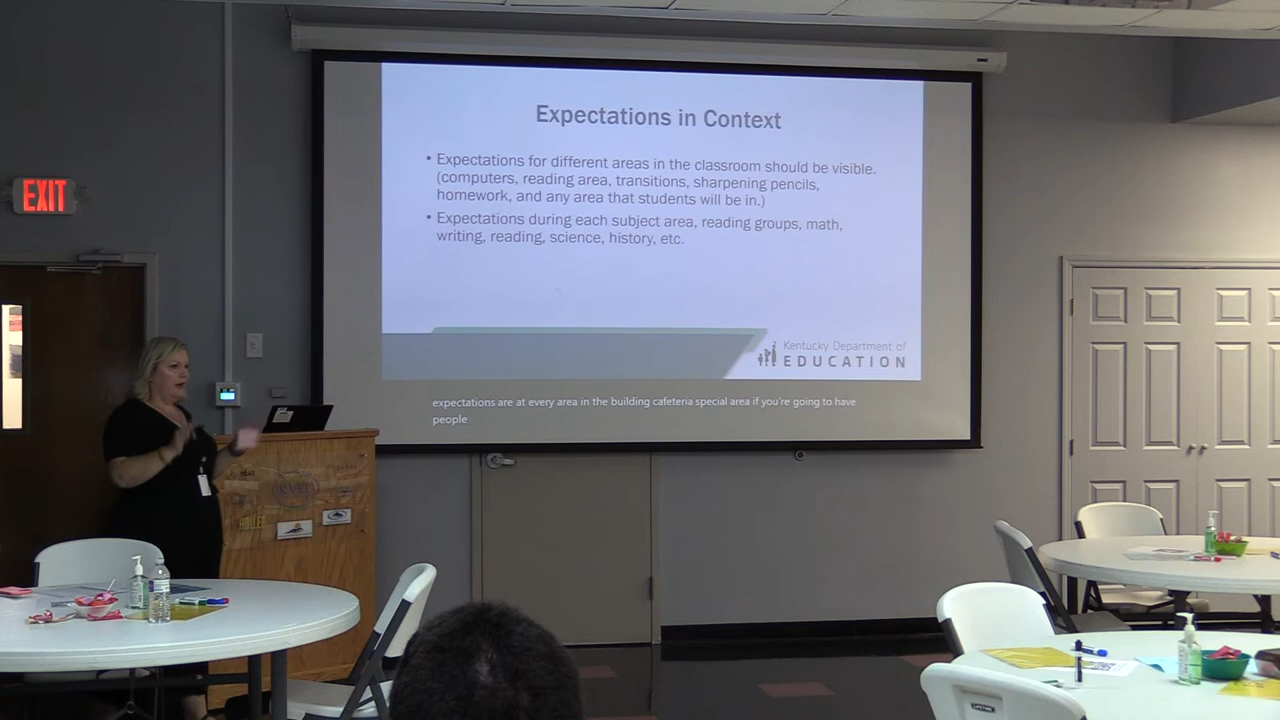 EXIT
Expectations in Context
• Expectations for different areas in the classroom should be visible.
(computers, reading area, transitions, sharpening pencils,
homework, and any area that students will be in.)
• Expectations during each subject area, reading groups, math,
writing, reading, science, history, etc.
Kentucky Department of
EDUCATION
expectations are at every area in the building cafeteria special area if you're going to have
people